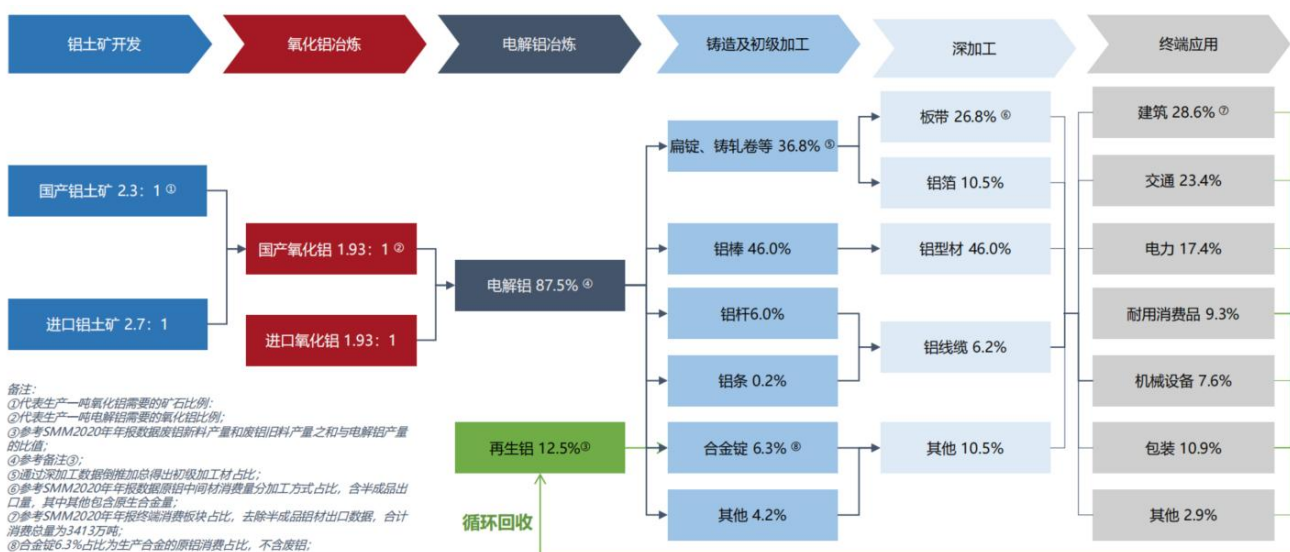 铝土矿开发
氧化铝冶炼
电解铝冶炼
铸造及初级加工
深加工
终端应用
国产铝土矿 2.3：1 ①
进口铝土矿 2.7：1
国产氧化铝 1.93：1 ②
进口氧化铝 1.93：1
电解铝 87.5% ④
再生铝 12.5%③
循环回收
扁锭、铸轧卷等 36.8% ⑤
铝棒 46.0%
铝杆6.0%
铝条 0.2%
合金锭 6.3% ⑧
其他 4.2%
板带 26.8% ⑥
铝箔 10.5%
铝型材 46.0%
铝线缆 6.2%
其他 10.5%
建筑 28.6% ⑦
交通 23.4%
电力 17.4%
耐用消费品 9.3%
机械设备 7.6%
包装 10.9%
其他 2.9%
备注：
①代表生产一吨氧化铝需要的矿石比例：
②代表生产一吨电解铝需要的氧化铝比例；
③参考SMM2020年年报数据废铝新料产量和废铝旧料产量之和与电解铝产量
的比值；
④参考备注③；
⑤通过深加工数据倒推加总得出初级加工材占比；
⑥参考SMM2020年年报数据原铝中间材消费量分加工方式占比，含半成品出
口量，其中其他包含原生合金量；
⑦参考SMM2020年年报终端消费板块占比，去除半成品铝材出口数据，合计
消费总量为3413万吨；
⑧合金锭6.3%占比为生产合金的原铝消费占比，不含废铝；